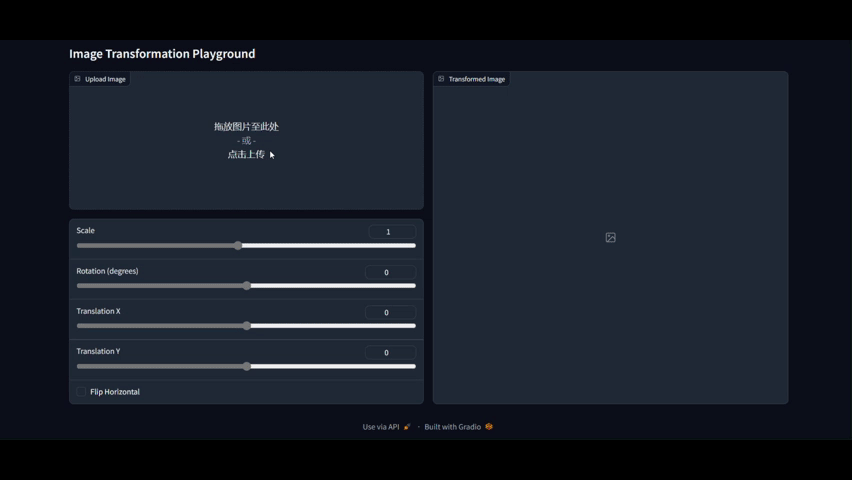 Image Transformation Playground
Upload Image
拖放图片至此处
- 或 -
点击上传
Scale
1
Rotation (degrees)
0
Translation X
0
Translation Y
0
Flip Horizontal
Transformed Image
Use via API · Built with Gradio